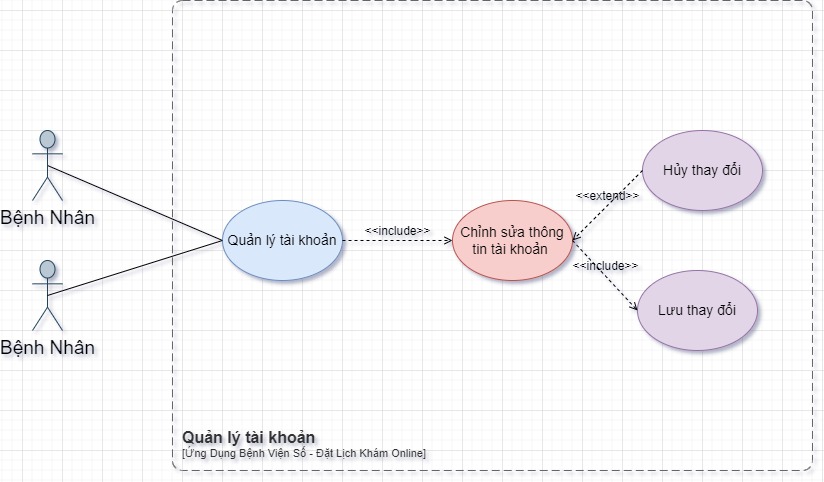 Hủy thay đổi
<<extend>>
Bệnh Nhân
Quản lý tài khoản
<<include>>
Chỉnh sửa thông
tin tài khoản
<<include>>
Lưu thay đổi
Bệnh Nhân
Quản lý tài khoản
[Ứng Dụng Bệnh Viện Số - Đặt Lịch Khám Online]